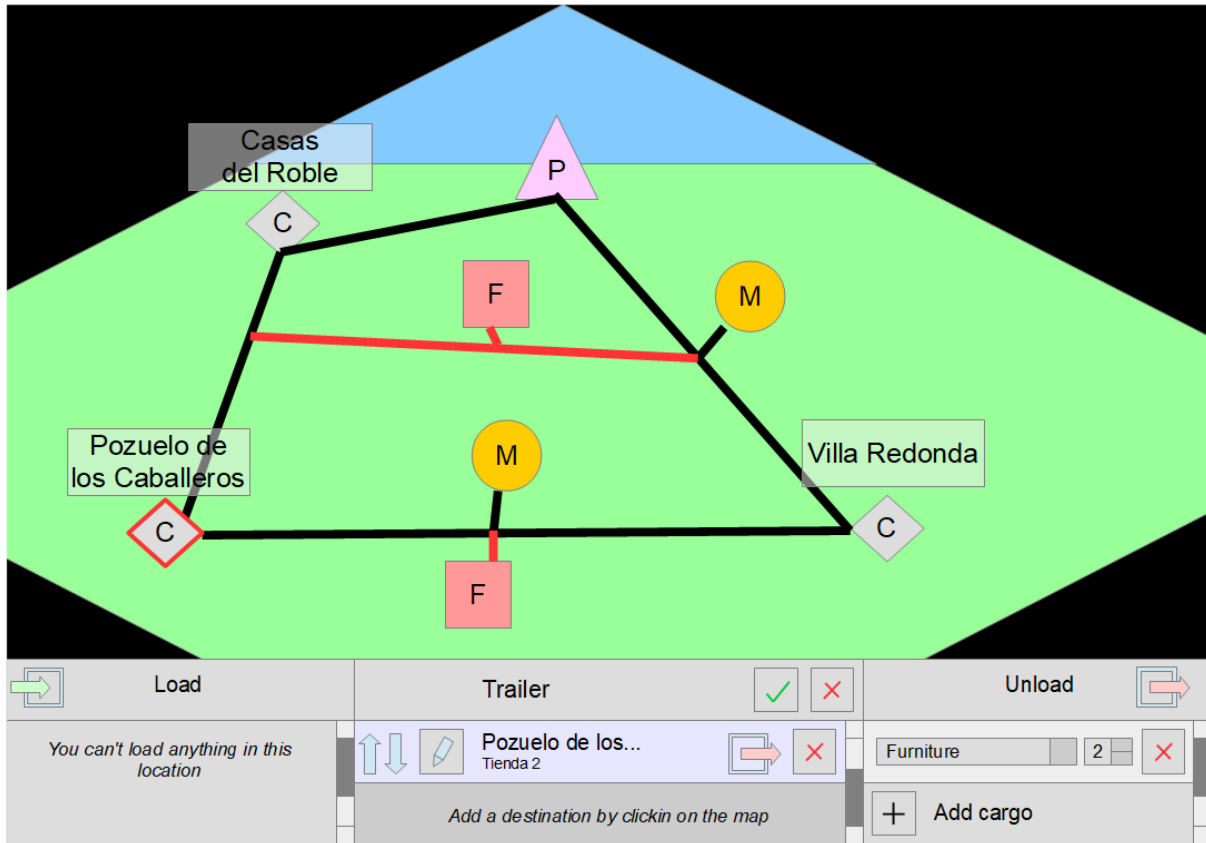 Casas
del Roble
P
C
F
M
Pozuelo de
los Caballeros
M
Villa Redonda
C
C
F
Load
Trailer
Unload
You can't load anything in this
location
Pozuelo de los...
Tienda 2
Furniture
2
Add a destination by clickin on the map
Add cargo